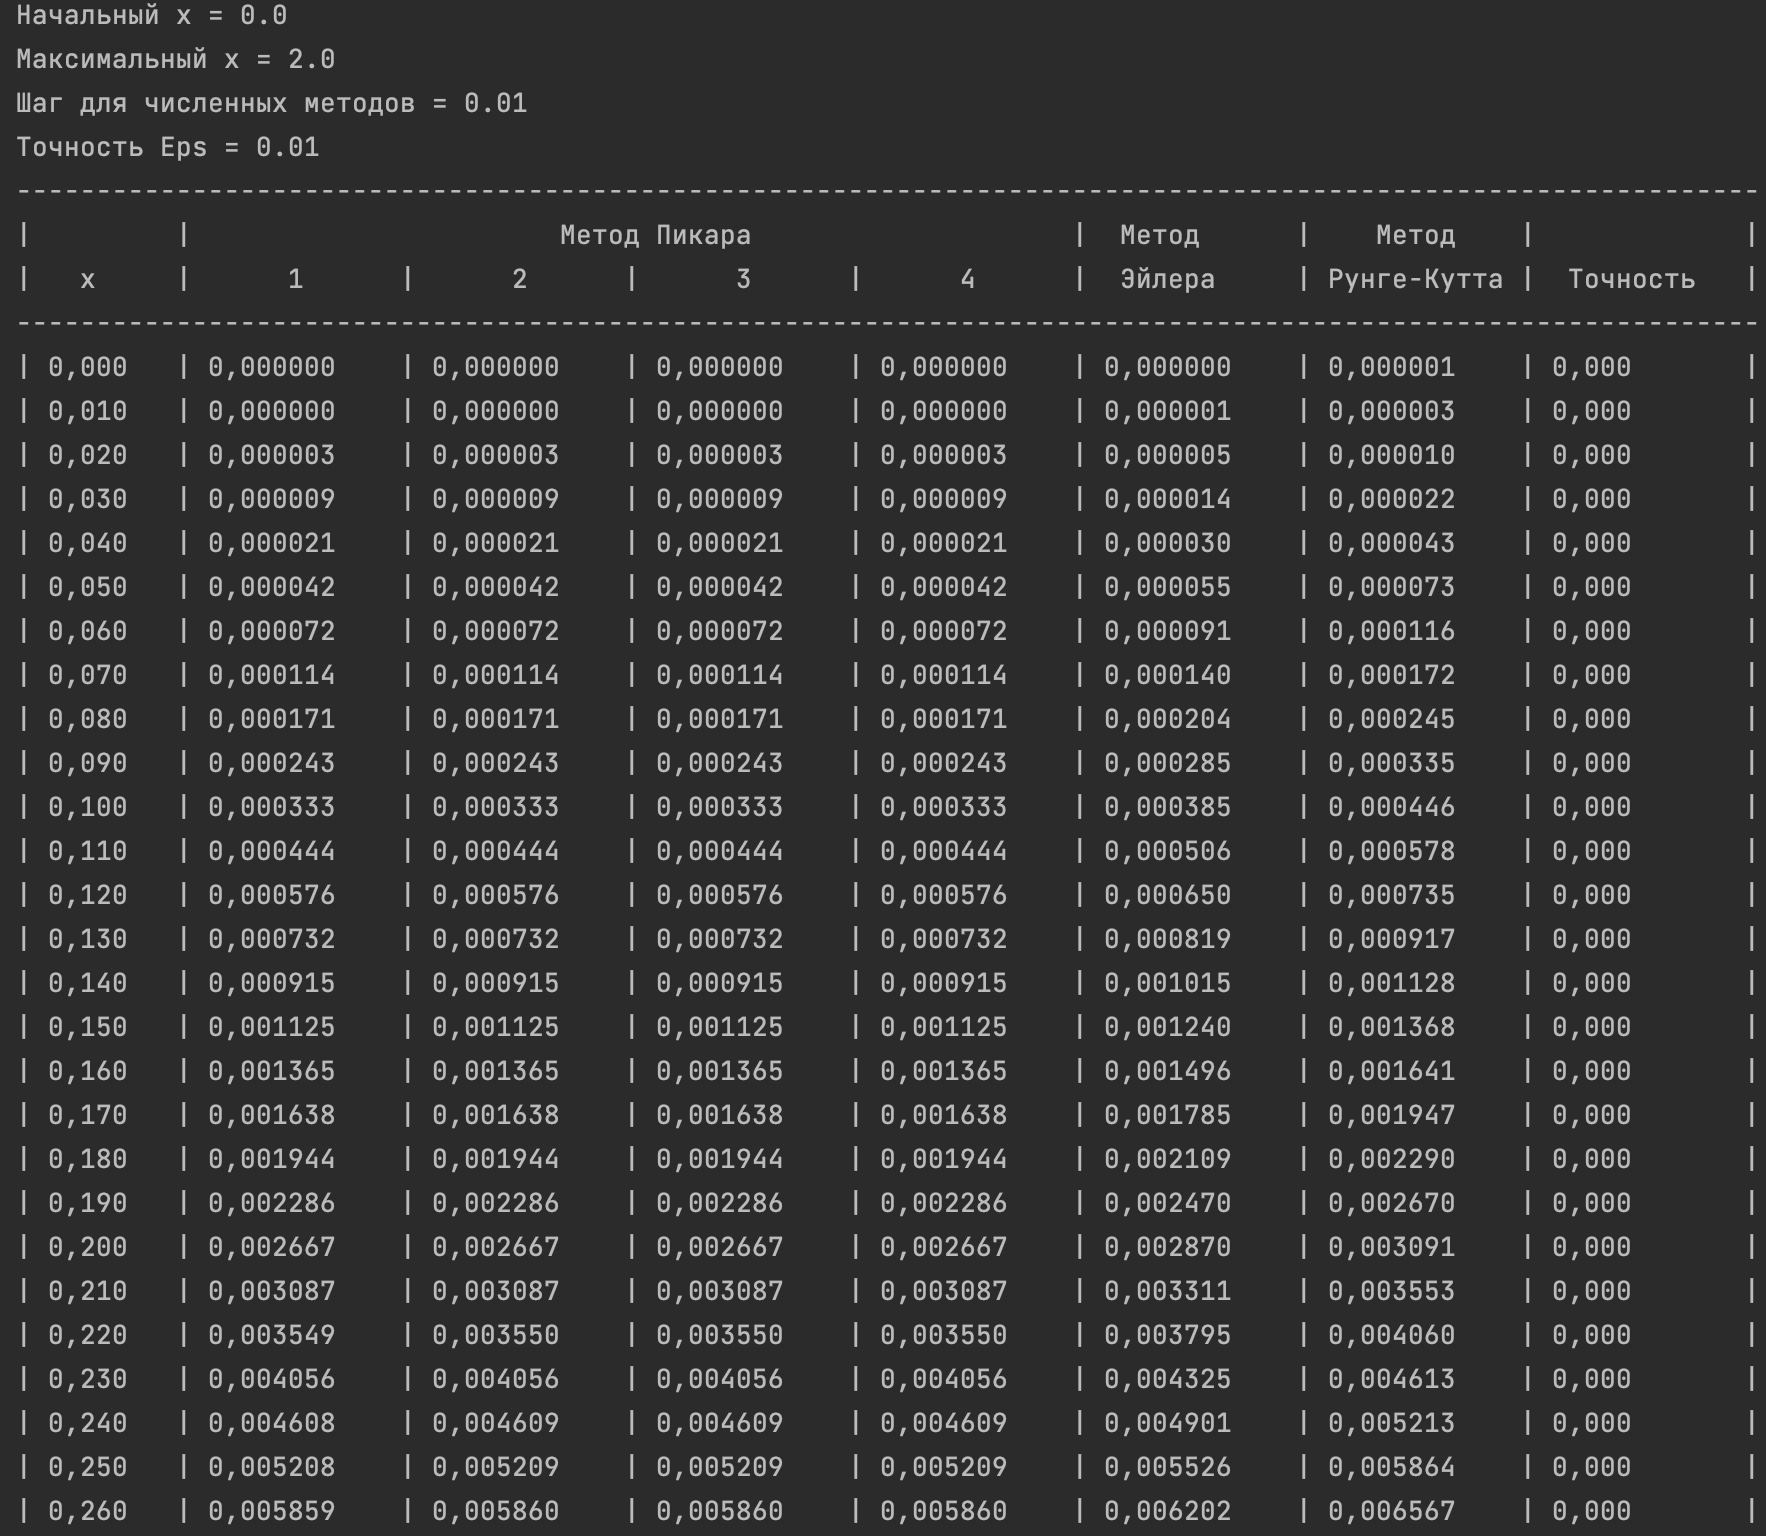 Начальный x = 0.0
Максимальный x = 2.0
Шаг для численных методов = 0.01
Точность Eps = 0.01
-------------------------------------------------------------------------------------------------------------
|         |                       Метод Пикара                    |  Метод      |    Метод    |             |
|   x     |      1      |      2      |      3      |      4      |  Эйлера     | Рунге-Кутта |  Точность   |
-------------------------------------------------------------------------------------------------------------
| 0,000   | 0,000000    | 0,000000    | 0,000000    | 0,000000    | 0,000000    | 0,000001    | 0,000       |
| 0,010   | 0,000000    | 0,000000    | 0,000000    | 0,000000    | 0,000001    | 0,000003    | 0,000       |
| 0,020   | 0,000003    | 0,000003    | 0,000003    | 0,000003    | 0,000005    | 0,000010    | 0,000       |
| 0,030   | 0,000009    | 0,000009    | 0,000009    | 0,000009    | 0,000014    | 0,000022    | 0,000       |
| 0,040   | 0,000021    | 0,000021    | 0,000021    | 0,000021    | 0,000030    | 0,000043    | 0,000       |
| 0,050   | 0,000042    | 0,000042    | 0,000042    | 0,000042    | 0,000055    | 0,000073    | 0,000       |
| 0,060   | 0,000072    | 0,000072    | 0,000072    | 0,000072    | 0,000091    | 0,000116    | 0,000       |
| 0,070   | 0,000114    | 0,000114    | 0,000114    | 0,000114    | 0,000140    | 0,000172    | 0,000       |
| 0,080   | 0,000171    | 0,000171    | 0,000171    | 0,000171    | 0,000204    | 0,000245    | 0,000       |
| 0,090   | 0,000243    | 0,000243    | 0,000243    | 0,000243    | 0,000285    | 0,000335    | 0,000       |
| 0,100   | 0,000333    | 0,000333    | 0,000333    | 0,000333    | 0,000385    | 0,000446    | 0,000       |
| 0,110   | 0,000444    | 0,000444    | 0,000444    | 0,000444    | 0,000506    | 0,000578    | 0,000       |
| 0,120   | 0,000576    | 0,000576    | 0,000576    | 0,000576    | 0,000650    | 0,000735    | 0,000       |
| 0,130   | 0,000732    | 0,000732    | 0,000732    | 0,000732    | 0,000819    | 0,000917    | 0,000       |
| 0,140   | 0,000915    | 0,000915    | 0,000915    | 0,000915    | 0,001015    | 0,001128    | 0,000       |
| 0,150   | 0,001125    | 0,001125    | 0,001125    | 0,001125    | 0,001240    | 0,001368    | 0,000       |
| 0,160   | 0,001365    | 0,001365    | 0,001365    | 0,001365    | 0,001496    | 0,001641    | 0,000       |
| 0,170   | 0,001638    | 0,001638    | 0,001638    | 0,001638    | 0,001785    | 0,001947    | 0,000       |
| 0,180   | 0,001944    | 0,001944    | 0,001944    | 0,001944    | 0,002109    | 0,002290    | 0,000       |
| 0,190   | 0,002286    | 0,002286    | 0,002286    | 0,002286    | 0,002470    | 0,002670    | 0,000       |
| 0,200   | 0,002667    | 0,002667    | 0,002667    | 0,002667    | 0,002870    | 0,003091    | 0,000       |
| 0,210   | 0,003087    | 0,003087    | 0,003087    | 0,003087    | 0,003311    | 0,003553    | 0,000       |
| 0,220   | 0,003549    | 0,003550    | 0,003550    | 0,003550    | 0,003795    | 0,004060    | 0,000       |
| 0,230   | 0,004056    | 0,004056    | 0,004056    | 0,004056    | 0,004325    | 0,004613    | 0,000       |
| 0,240   | 0,004608    | 0,004609    | 0,004609    | 0,004609    | 0,004901    | 0,005213    | 0,000       |
| 0,250   | 0,005208    | 0,005209    | 0,005209    | 0,005209    | 0,005526    | 0,005864    | 0,000       |
| 0,260   | 0,005859    | 0,005860    | 0,005860    | 0,005860    | 0,006202    | 0,006567    | 0,000       |